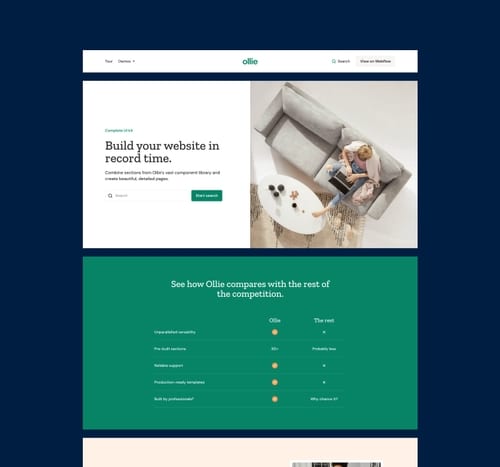 Tour Demos ollie Search View on Webflow
Complete UI kit
Build your website in
record time.
Combine sections from Ollie's vast component library and
create beautiful, detailed pages.
Search Start search
See how Ollie compares with the rest of
the competition.
Ollie The rest
Unparalleled versatility
Pre-built sections 30+ Probably less
Reliable support
Production-ready templates
Built by professionals? Why chance it?